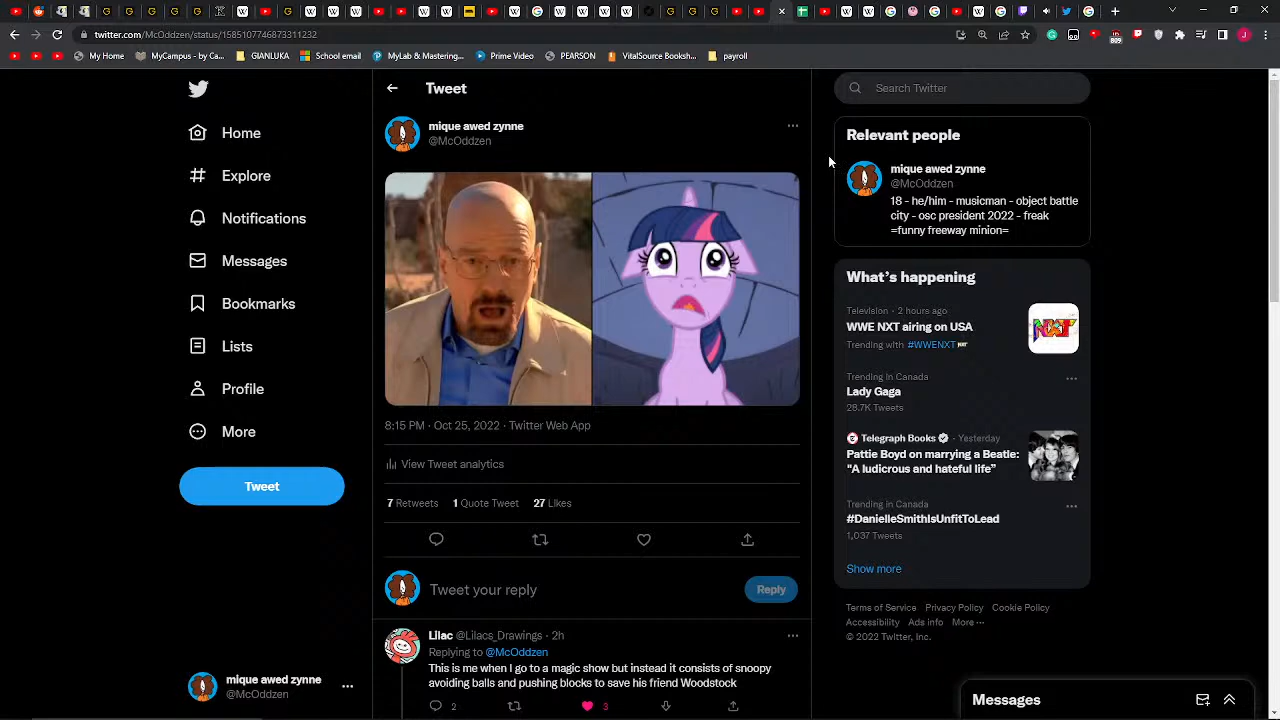 twitter.com/McOddzen/status/1585107746873311232
My Home
MyCampus - by Ca...
GIANLUKA
School email
MyLab & Mastering...
Prime Video
PEARSON
VitalSource Booksh...
payroll
Home
Explore
Notifications
Messages
Bookmarks
Lists
Profile
More
Tweet
mique awed zynne
@McOddzen
Tweet
mique awed zynne
@McOddzen
8:15 PM · Oct 25, 2022 · Twitter Web App
View Tweet analytics
7 Retweets 1 Quote Tweet 27 Likes
Tweet your reply
Reply
Lilac @Lilacs_Drawings · 2h
Replying to @McOddzen
This is me when I go to a magic show but instead it consists of snoopy
avoiding balls and pushing blocks to save his friend Woodstock
2 3
Search Twitter
Relevant people
mique awed zynne
@McOddzen
18 - he/him - musicman - object battle
city - osc president 2022 - freak
=funny freeway minion=
What's happening
Television · 2 hours ago
WWE NXT airing on USA
Trending with #WWENXT
NXT
Trending in Canada
Lady Gaga
28.7K Tweets
Telegraph Books · Yesterday
Pattie Boyd on marrying a Beatle:
“A ludicrous and hateful life”
Trending in Canada
#DanielleSmithIsUnfitToLead
1,037 Tweets
Show more
Terms of Service Privacy Policy Cookie Policy
Accessibility Ads info More ···
© 2022 Twitter, Inc.
Messages